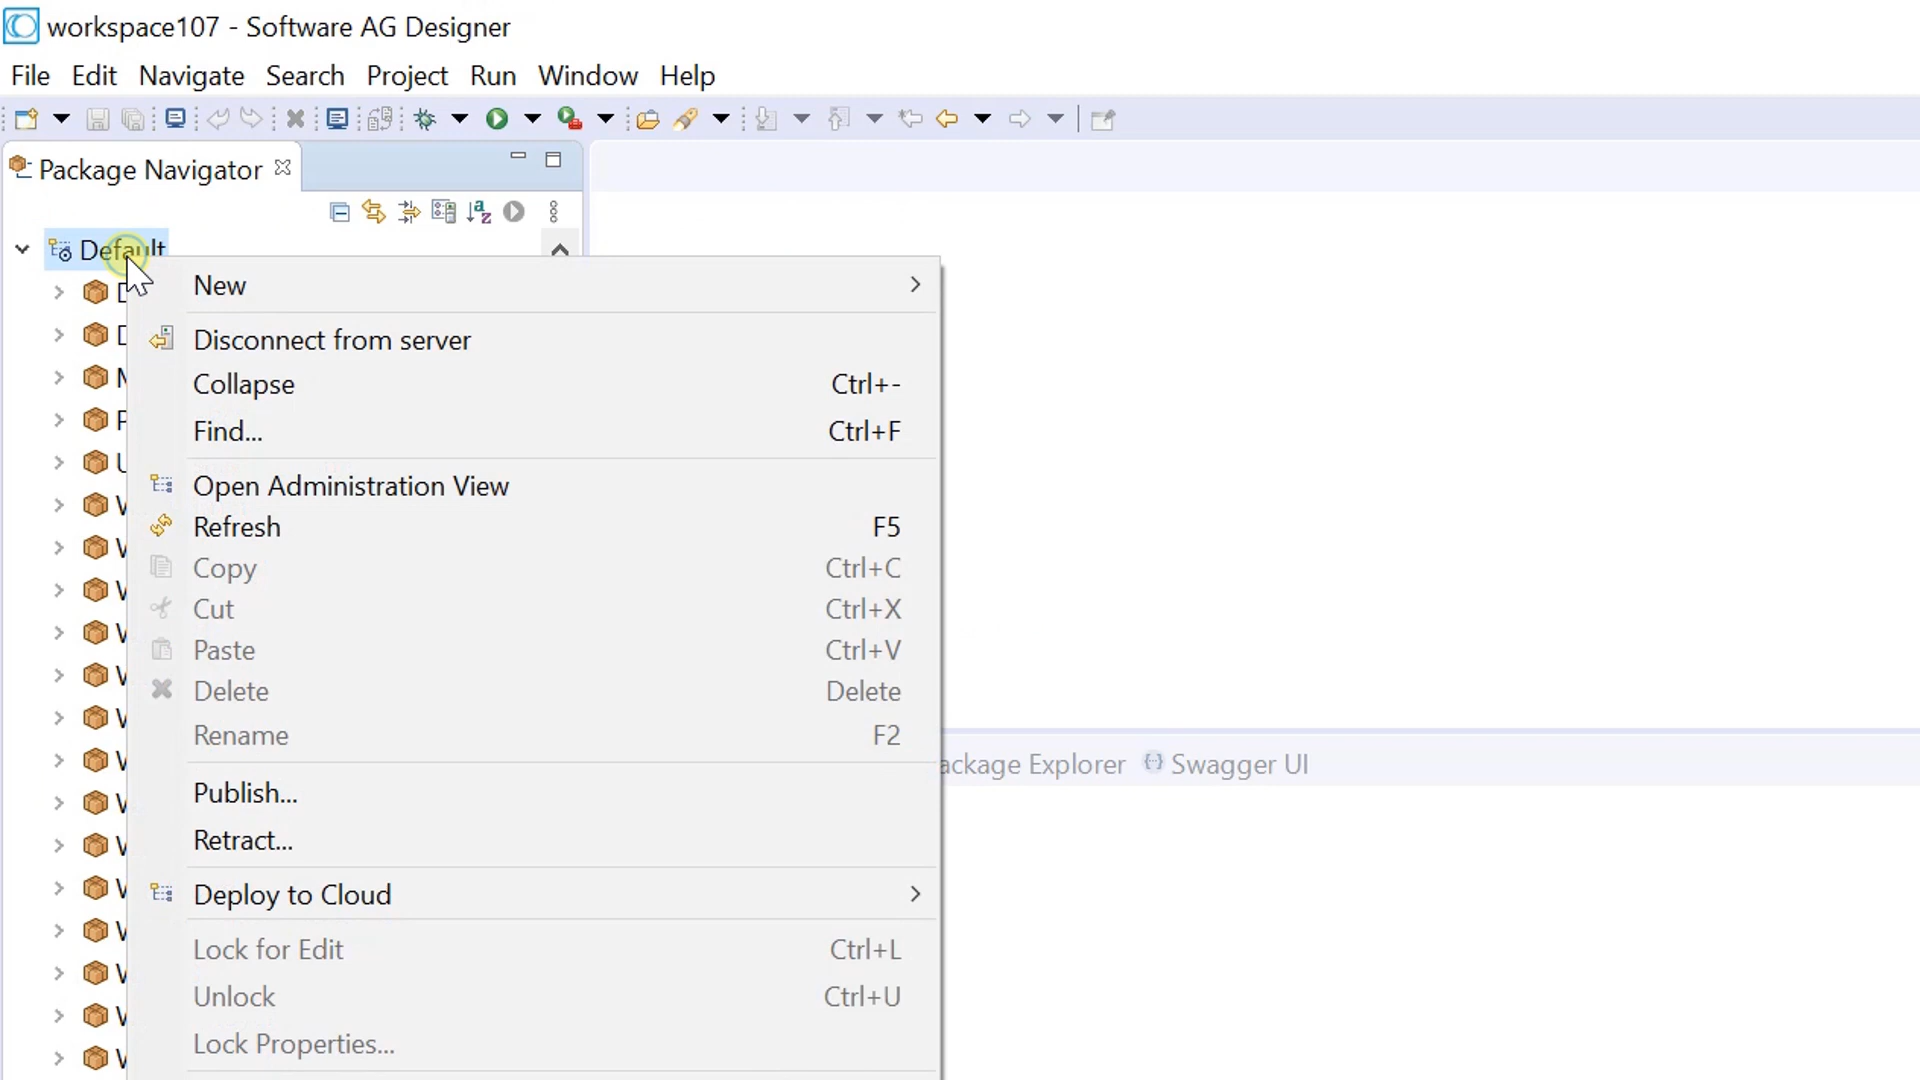 workspace107 - Software AG Designer
File Edit Navigate Search Project Run Window Help
Package Navigator
Default
New
Disconnect from server
Collapse Ctrl+-
Find... Ctrl+F
Open Administration View
Refresh F5
Copy Ctrl+C
Cut Ctrl+X
Paste Ctrl+V
Delete Delete
Rename F2
ackage Explorer Swagger UI
Publish...
Retract...
Deploy to Cloud
Lock for Edit Ctrl+L
Unlock Ctrl+U
Lock Properties...